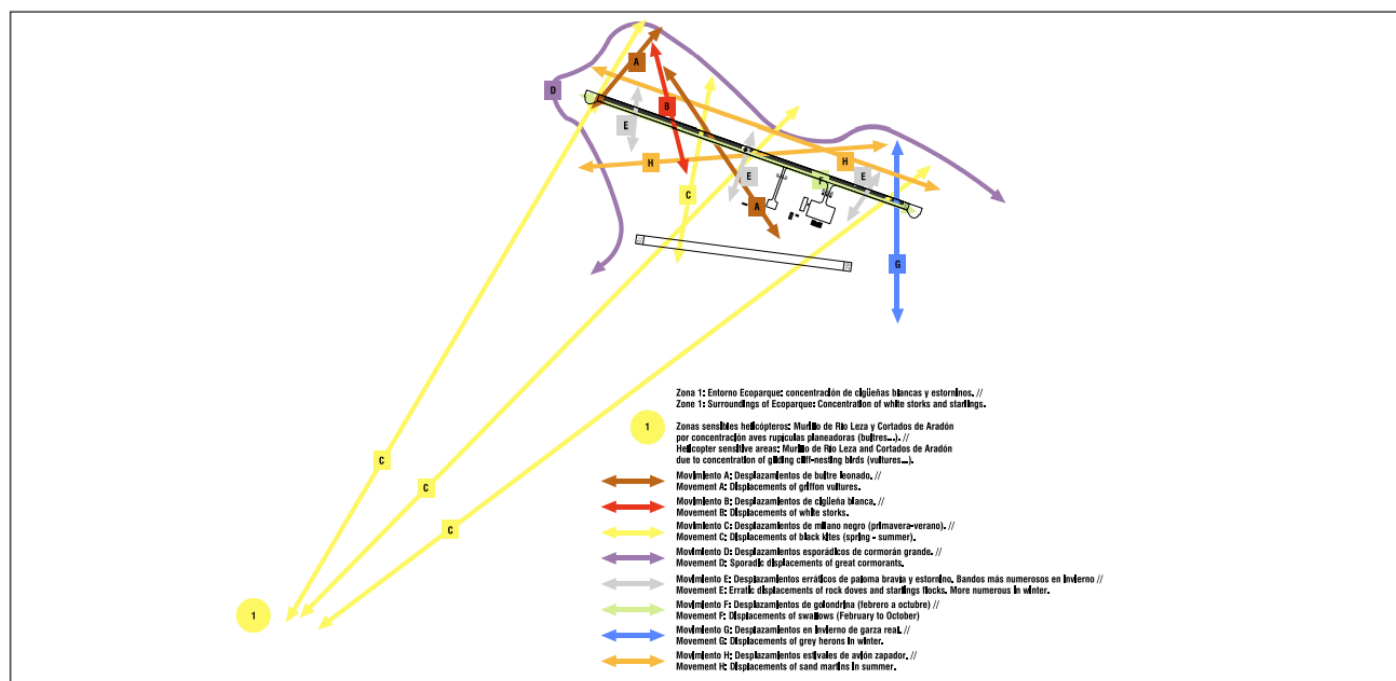 A
D
B
E
H
H
E
F
E
C
A
G
Zona 1: Entorno Ecoparque: concentración de cigüeñas blancas y estorninos. //
Zone 1: Surroundings of Ecoparque: Concentration of white storks and starlings.
1
Zonas sensibles helicópteros: Murillo de Río Leza y Cortados de Aradón
por concentración aves rupícolas planeadoras (buitres...). //
Helicopter sensitive areas: Murillo de Río Leza and Cortados de Aradón
due to concentration of gliding cliff-nesting birds (vultures...).
C
C
C
1
Movimiento A: Desplazamientos de buitre leonado. //
Movement A: Displacements of griffon vultures.
Movimiento B: Desplazamientos de cigüeña blanca. //
Movement B: Displacements of white storks.
Movimiento C: Desplazamientos de milano negro (primavera-verano). //
Movement C: Displacements of black kites (spring - summer).
Movimiento D: Desplazamientos esporádicos de cormorán grande. //
Movement D: Sporadic displacements of great cormorants.
Movimiento E: Desplazamientos erráticos de paloma bravía y estornino. Bandos más numerosos en invierno //
Movement E: Erratic displacements of rock doves and starlings flocks. More numerous in winter.
Movimiento F: Desplazamientos de golondrina (febrero a octubre) //
Movement F: Displacements of swallows (February to October)
Movimiento G: Desplazamientos en invierno de garza real. //
Movement G: Displacements of grey herons in winter.
Movimiento H: Desplazamientos estivales de avión zapador. //
Movement H: Displacements of sand martins in summer.